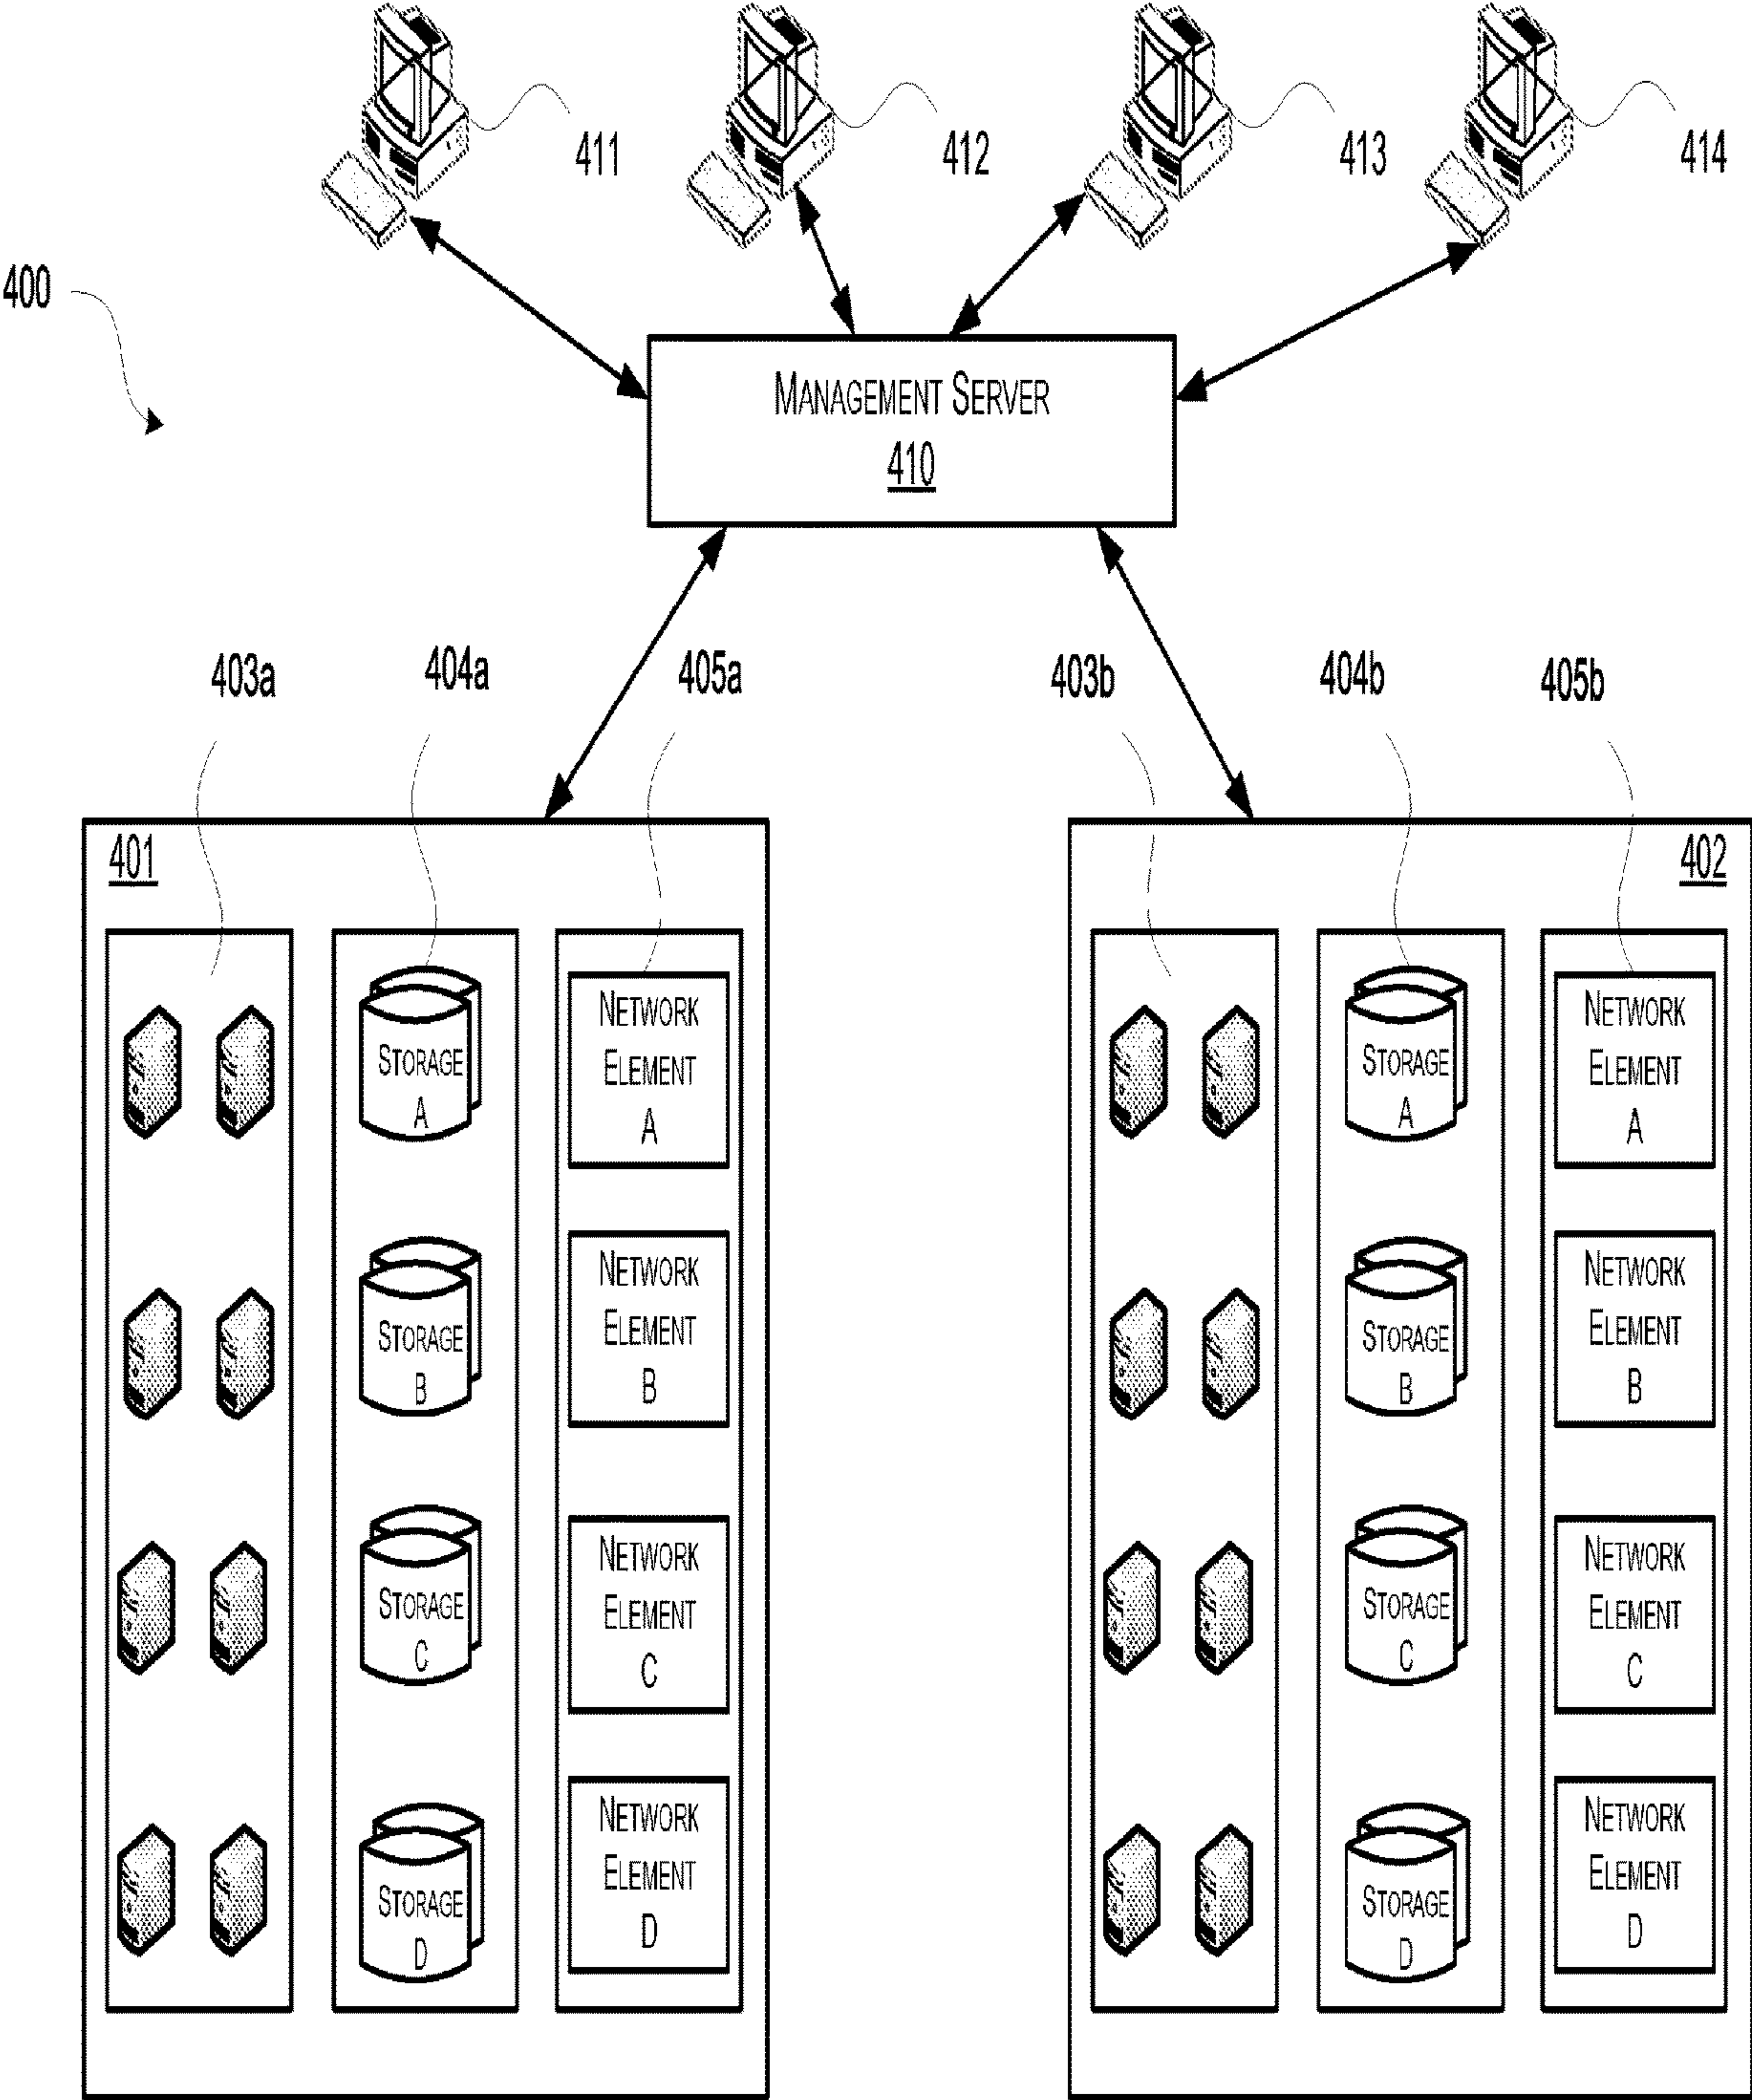 411
412
413
414
400
MANAGEMENT SERVER
410
403a
404a
405a
403b
404b
405b
401
STORAGE
A
STORAGE
B
STORAGE
C
STORAGE
D
NETWORK
ELEMENT
A
NETWORK
ELEMENT
B
NETWORK
ELEMENT
C
NETWORK
ELEMENT
D
402
STORAGE
A
STORAGE
B
STORAGE
C
STORAGE
D
NETWORK
ELEMENT
A
NETWORK
ELEMENT
B
NETWORK
ELEMENT
C
NETWORK
ELEMENT
D